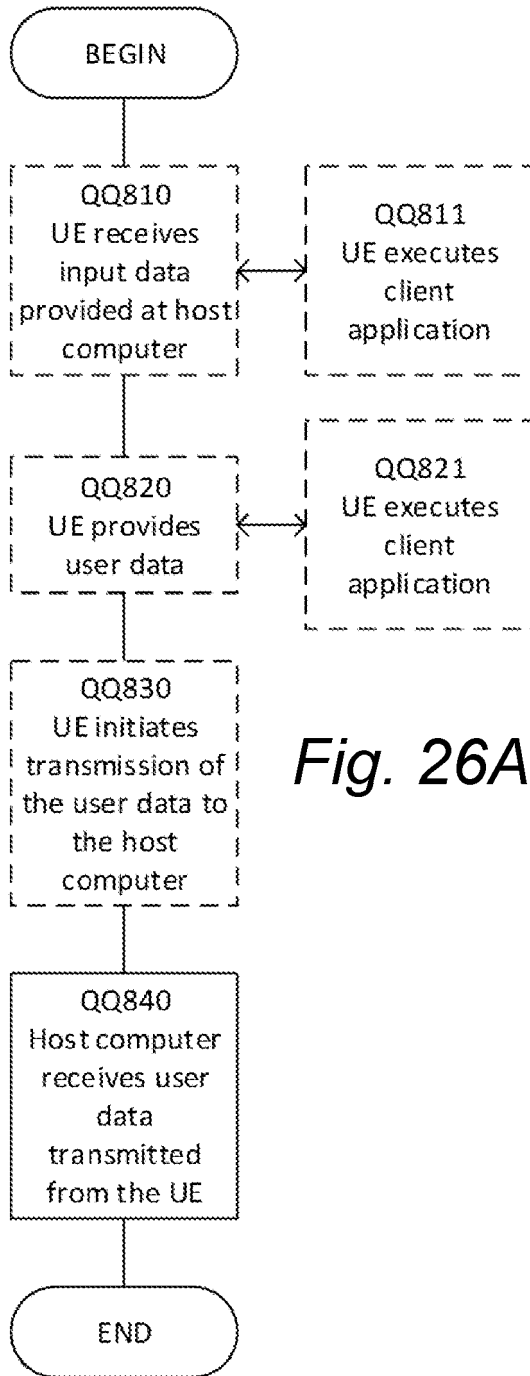 BEGIN
QQ810
UE receives
input data
provided at host
computer
QQ811
UE executes
client
application
QQ820
UE provides
user data
QQ821
UE executes
client
application
QQ830
UE initiates
transmission of
the user data to
the host
computer
Fig. 26A
QQ840
Host computer
receives user
data
transmitted
from the UE
END